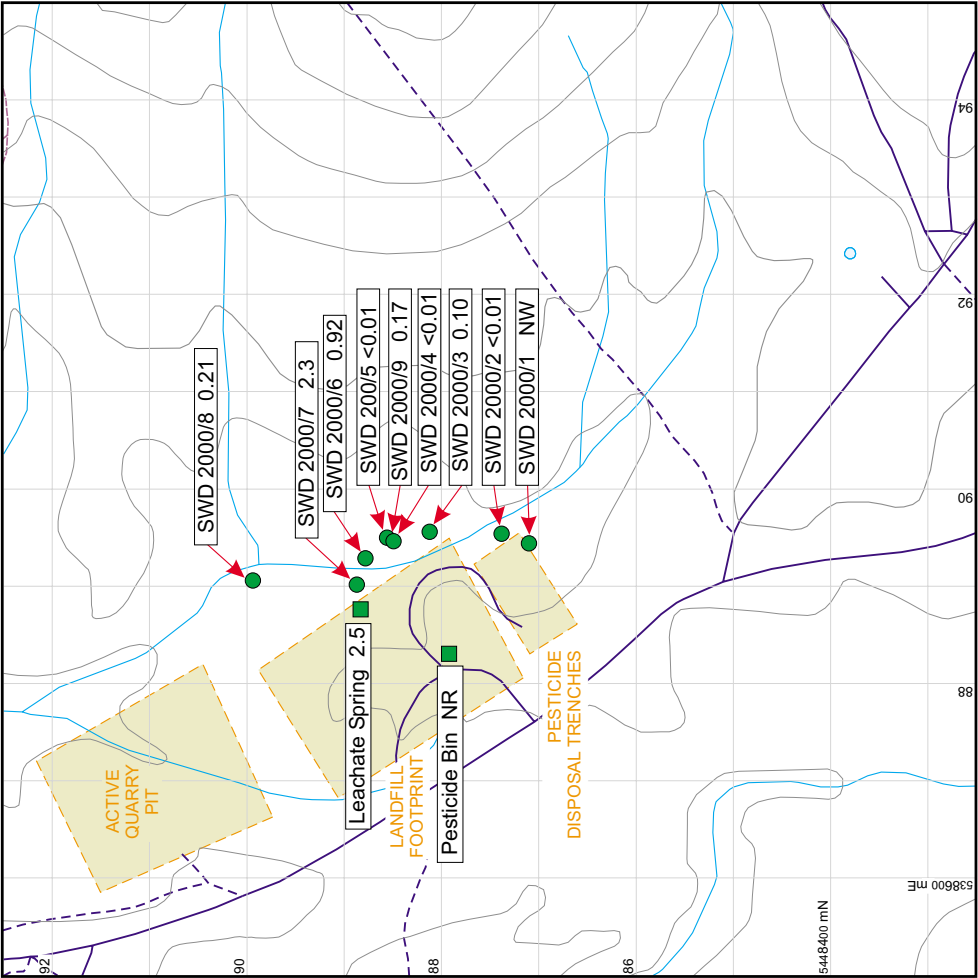 SWD 2000/8 0.21
SWD 2000/7 2.3
SWD 2000/6 0.92
SWD 200/5 <0.01
SWD 2000/9 0.17
SWD 2000/4 <0.01
SWD 2000/3 0.10
SWD 2000/2 <0.01
SWD 2000/1 NW
Leachate Spring 2.5
Pesticide Bin NR
ACTIVE
QUARRY
PIT
LANDFILL
FOOTPRINT
PESTICIDE
DISPOSAL TRENCHES
92
90
88
86
5448400 mN
538600 mE
88
90
92
94